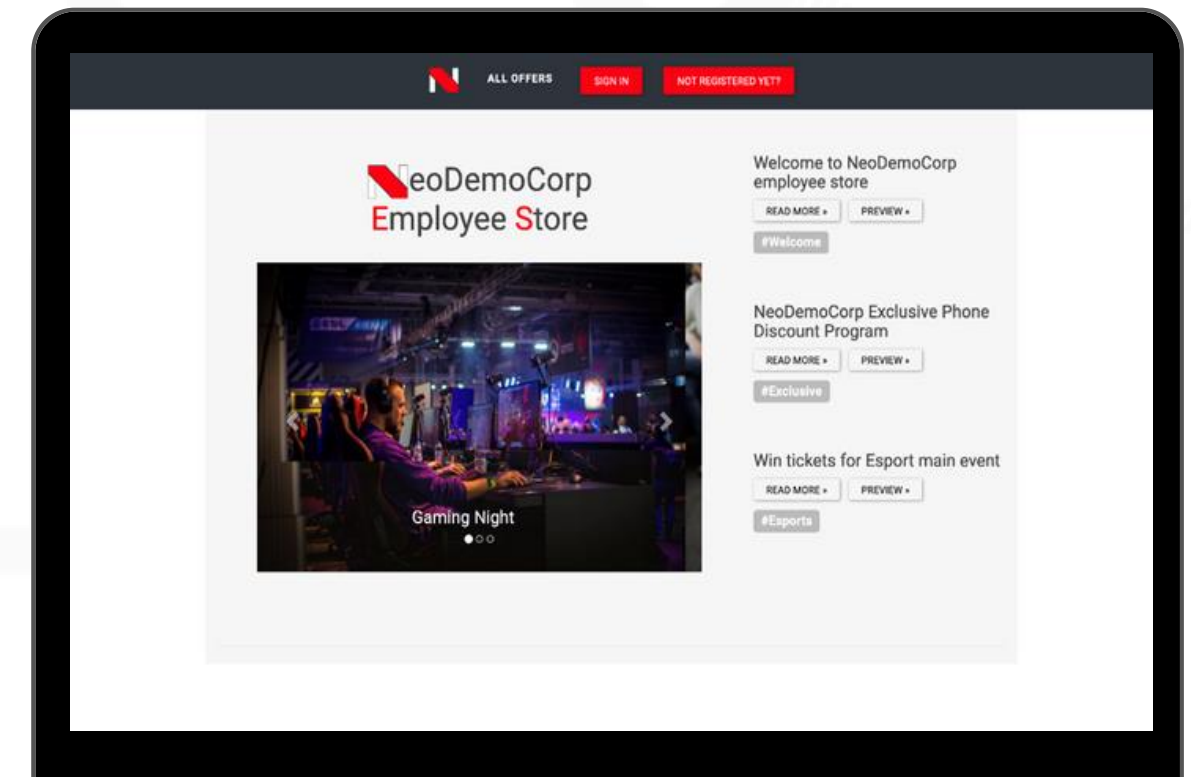 ALL OFFERS
SIGN IN
NOT REGISTERED YET?
NeoDemoCorp
Employee Store
Gaming Night
Welcome to NeoDemoCorp
employee store
READ MORE »
PREVIEW »
#Welcome
NeoDemoCorp Exclusive Phone
Discount Program
READ MORE »
PREVIEW »
#Exclusive
Win tickets for Esport main event
READ MORE »
PREVIEW »
#Esports